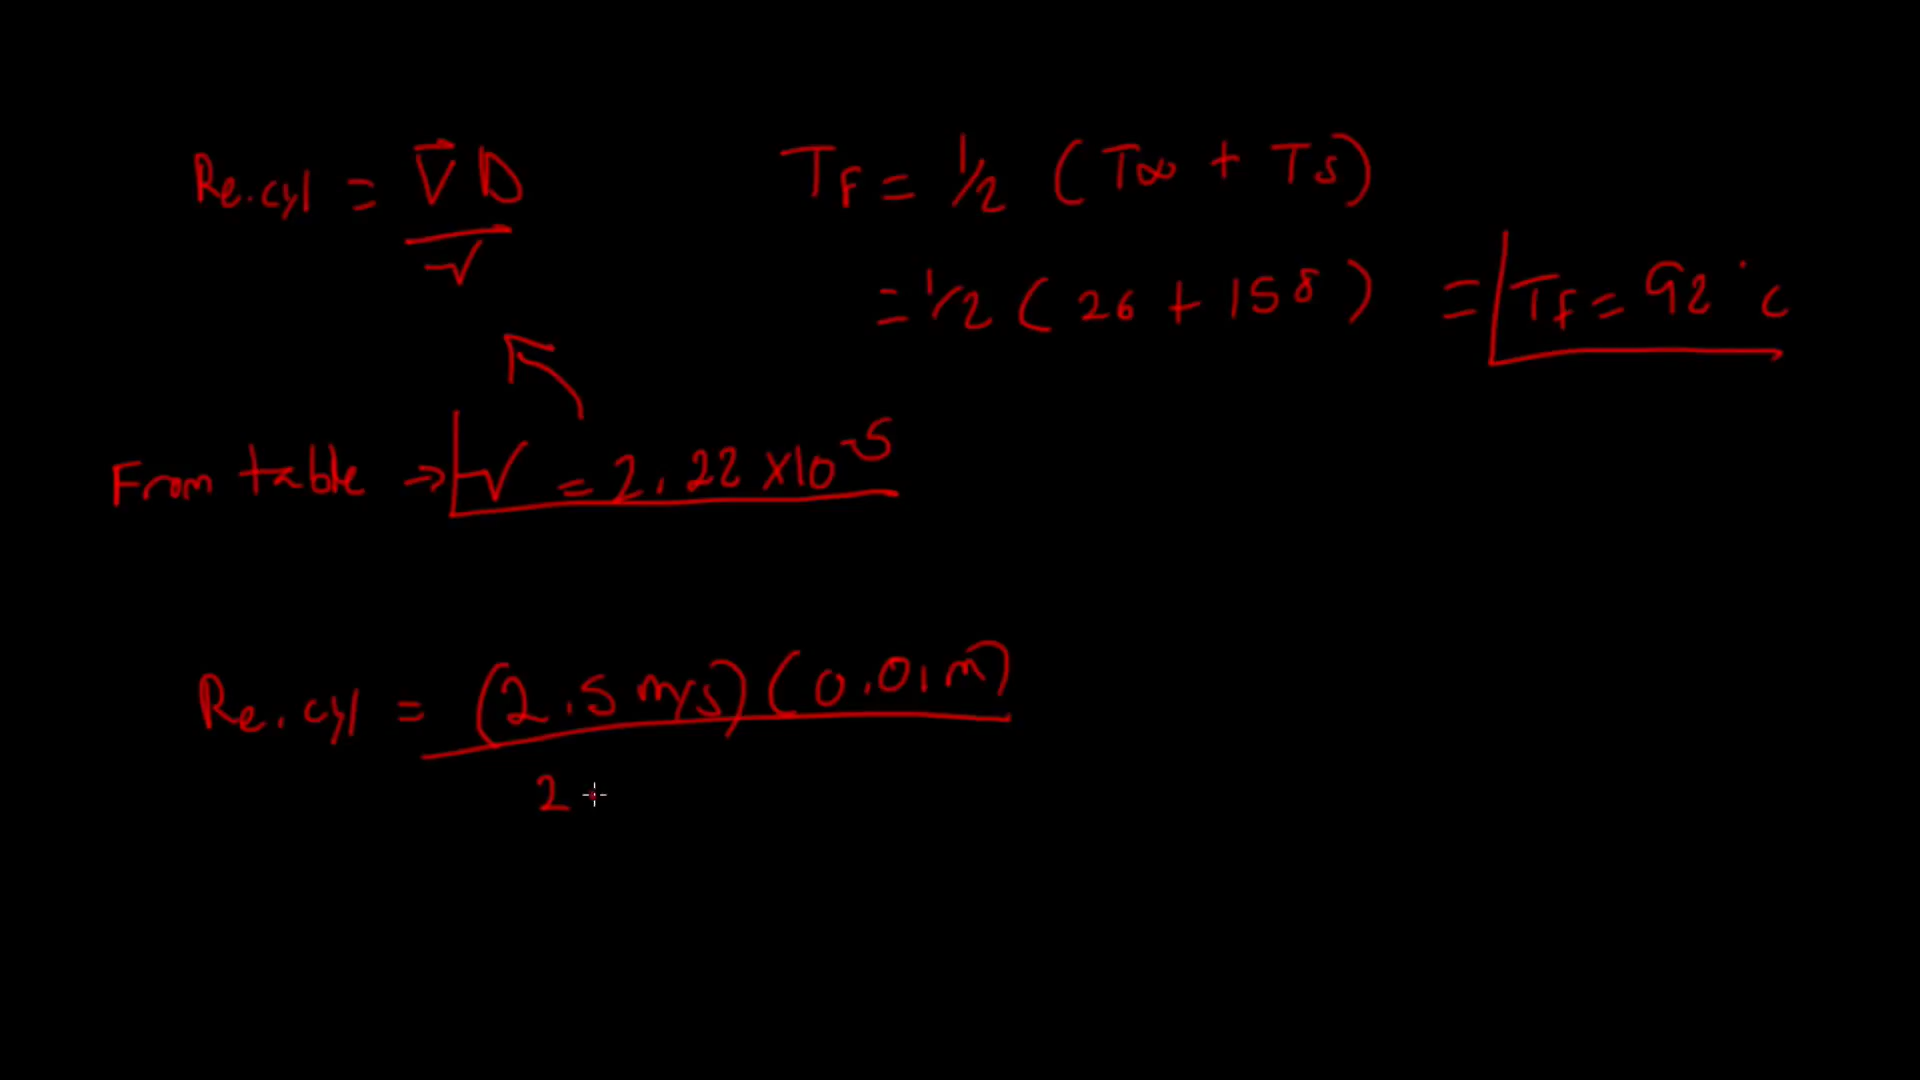 Re.cyl = V̄D / √
TF = 1/2 (T∞ + Ts)
= 1/2 (26 + 158) = TF = 92°c
From table → √ = 2.22 x10^-5
Re.cyl = (2.5 m/s)(0.01m) / 2.